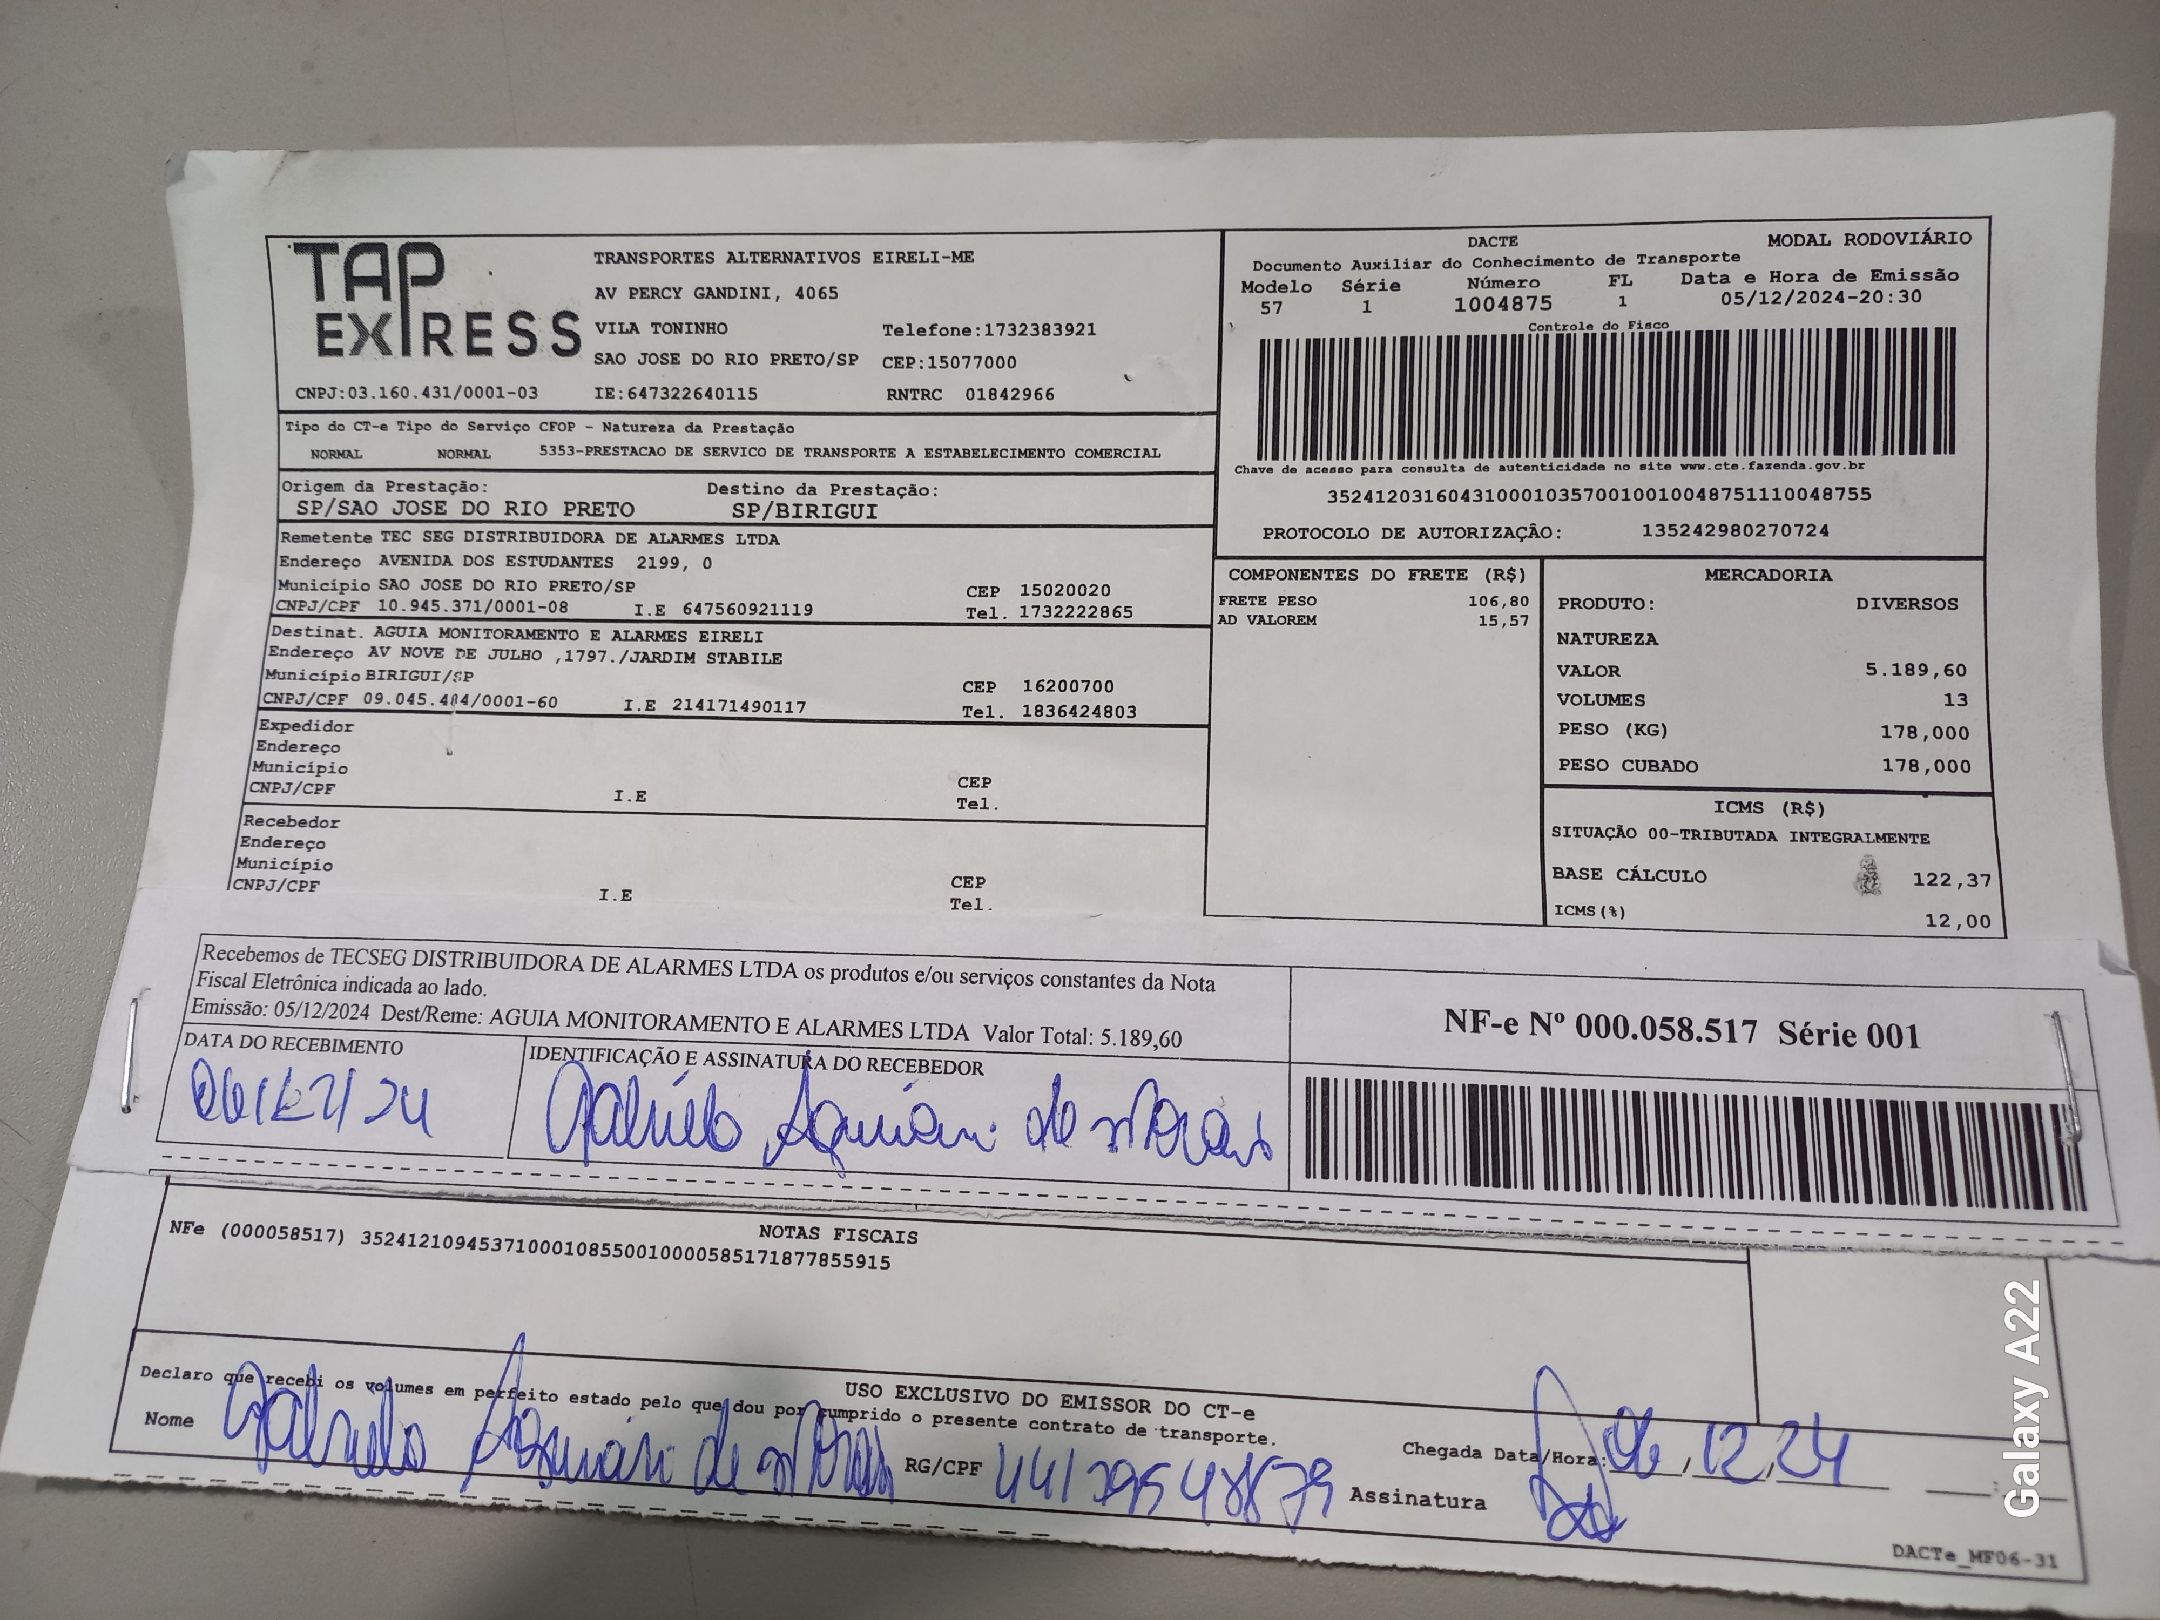 TAP EXPRESS
TRANSPORTES ALTERNATIVOS EIRELI-ME
AV PERCY GANDINI, 4065
VILA TONINHO Telefone:1732383921
SAO JOSE DO RIO PRETO/SP CEP:15077000
CNPJ:03.160.431/0001-03 IE:647322640115 RNTRC 01842966
DACTE MODAL RODOVIÁRIO
Documento Auxiliar do Conhecimento de Transporte
Modelo Série Número FL Data e Hora de Emissão
57 1 1004875 1 05/12/2024-20:30
Controle do Fisco
Chave de acesso para consulta de autenticidade no site www.cte.fazenda.gov.br
35241203160431000103570010010048751110048755
PROTOCOLO DE AUTORIZAÇÃO: 135242980270724
Tipo do CT-e Tipo do Serviço CFOP - Natureza da Prestação
NORMAL NORMAL 5353-PRESTACAO DE SERVICO DE TRANSPORTE A ESTABELECIMENTO COMERCIAL
Origem da Prestação: Destino da Prestação:
SP/SAO JOSE DO RIO PRETO SP/BIRIGUI
Remetente TEC SEG DISTRIBUIDORA DE ALARMES LTDA
Endereço AVENIDA DOS ESTUDANTES 2199, 0
Município SAO JOSE DO RIO PRETO/SP CEP 15020020
CNPJ/CPF 10.945.371/0001-08 I.E 647560921119 Tel. 1732222865
Destinat. AGUIA MONITORAMENTO E ALARMES EIRELI
Endereço AV NOVE DE JULHO ,1797./JARDIM STABILE
Município BIRIGUI/SP CEP 16200700
CNPJ/CPF 09.045.484/0001-60 I.E 214171490117 Tel. 1836424803
Expedidor
Endereço
Município CEP
CNPJ/CPF I.E Tel.
Recebedor
Endereço
Município CEP
CNPJ/CPF I.E Tel.
COMPONENTES DO FRETE (R$)
FRETE PESO 106,80
AD VALOREM 15,57
MERCADORIA
PRODUTO: DIVERSOS
NATUREZA
VALOR 5.189,60
VOLUMES 13
PESO (KG) 178,000
PESO CUBADO 178,000
ICMS (R$)
SITUAÇÃO 00-TRIBUTADA INTEGRALMENTE
BASE CÁLCULO 122,37
ICMS(%) 12,00
Recebemos de TECSEG DISTRIBUIDORA DE ALARMES LTDA os produtos e/ou serviços constantes da Nota
Fiscal Eletrônica indicada ao lado.
Emissão: 05/12/2024 Dest/Reme: AGUIA MONITORAMENTO E ALARMES LTDA Valor Total: 5.189,60
NF-e Nº 000.058.517 Série 001
DATA DO RECEBIMENTO IDENTIFICAÇÃO E ASSINATURA DO RECEBEDOR
06/12/24 de Morais
NOTAS FISCAIS
NFe (000058517) 35241210945371000108550010000585171877855915
USO EXCLUSIVO DO EMISSOR DO CT-e
Declaro que recebi os volumes em perfeito estado pelo que dou por cumprido o presente contrato de transporte.
Nome de Morais RG/CPF Assinatura
Chegada Data/Hora: 06,12,24
DACTe_MF06-31
Galaxy A22